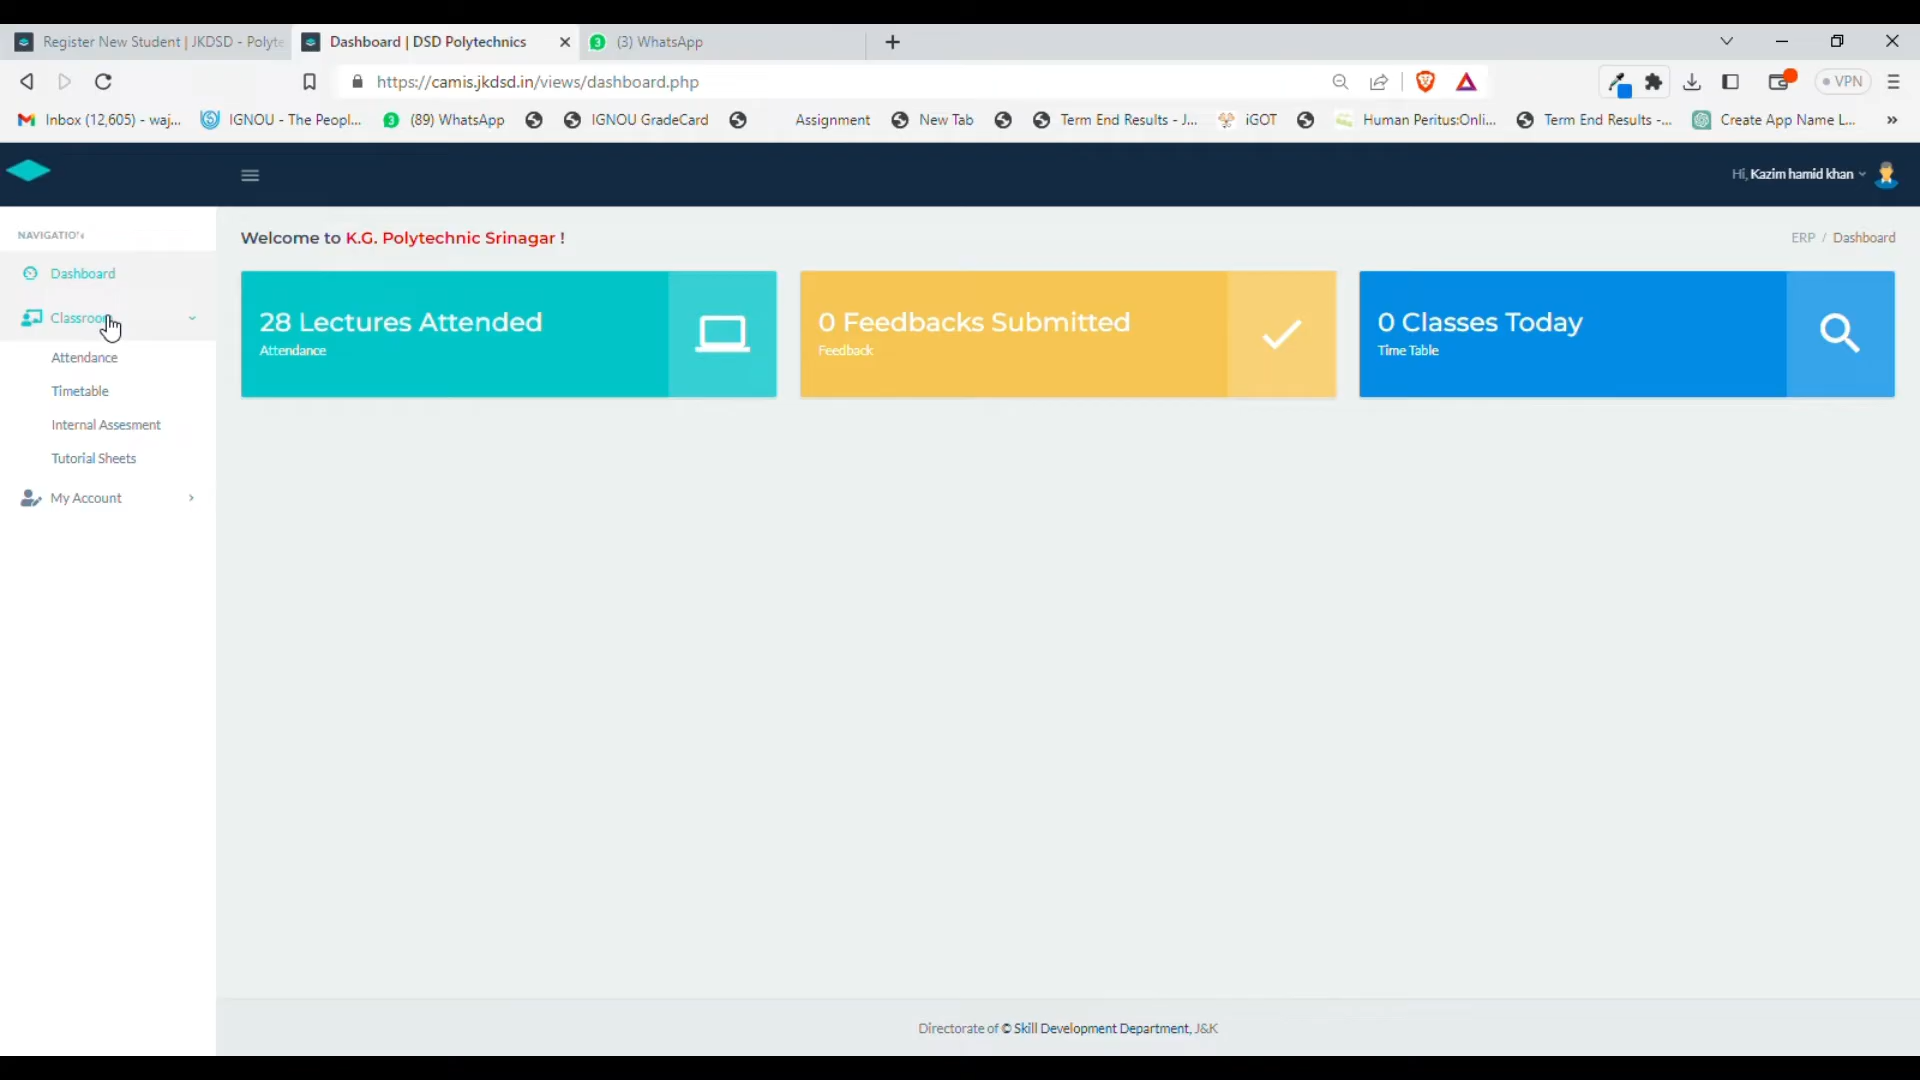 Register New Student | JKDSD - Polyte
Dashboard | DSD Polytechnics
(3) WhatsApp
https://camis.jkdsd.in/views/dashboard.php
VPN
Inbox (12,605) - waj...
IGNOU - The Peopl...
(89) WhatsApp
IGNOU GradeCard
Assignment
New Tab
Term End Results - J...
iGOT
Human Peritus:Onli...
Term End Results -...
Create App Name L...
Hi, Kazim hamid khan
NAVIGATION
Welcome to K.G. Polytechnic Srinagar !
ERP / Dashboard
Dashboard
Classroom
Attendance
Timetable
Internal Assesment
Tutorial Sheets
My Account
28 Lectures Attended
Attendance
0 Feedbacks Submitted
Feedback
0 Classes Today
Time Table
Directorate of © Skill Development Department, J&K